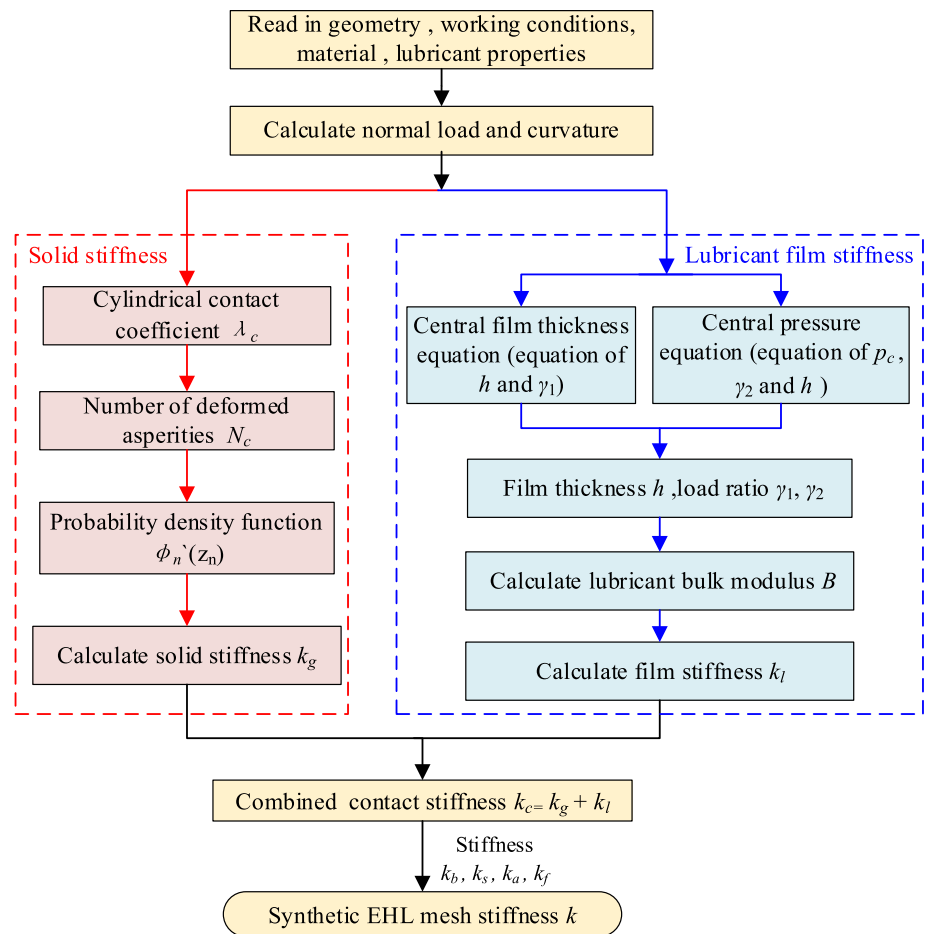 Read in geometry , working conditions,
material , lubricant properties
Calculate normal load and curvature
Solid stiffness
Lubricant film stiffness
Cylindrical contact
coefficient λc
Number of deformed
asperities Nc
Probability density function
ϕn`(zn)
Calculate solid stiffness kg
Central film thickness
equation (equation of
h and γ1)
Central pressure
equation (equation of pc,
γ2 and h )
Film thickness h ,load ratio γ1, γ2
Calculate lubricant bulk modulus B
Calculate film stiffness kl
Combined contact stiffness kc= kg + kl
Stiffness
kb, ks, ka, kf
Synthetic EHL mesh stiffness k